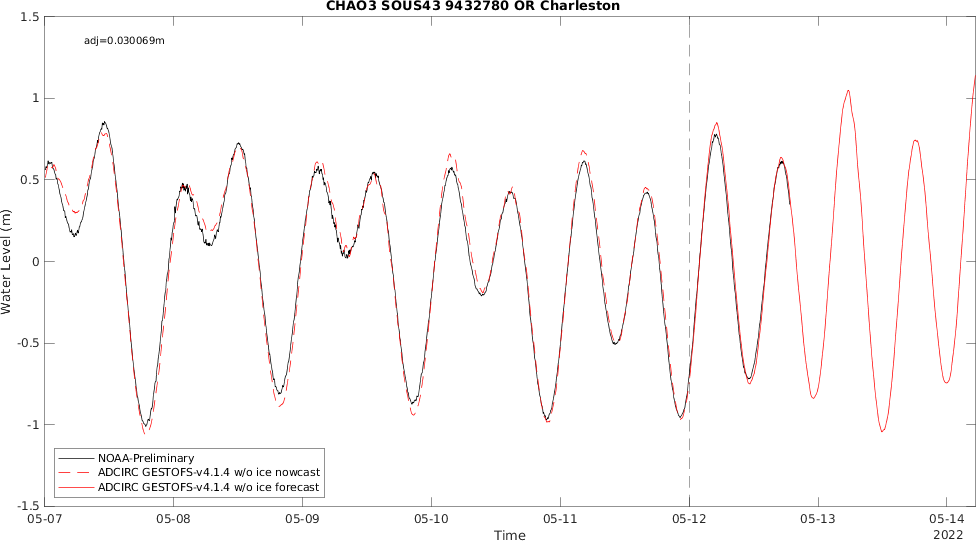 CHAO3 SOUS43 9432780 OR Charleston
adj=0.030069m
1.5
1
0.5
0
-0.5
-1
-1.5
Water Level (m)
NOAA-Preliminary
ADCIRC GESTOFS-v4.1.4 w/o ice nowcast
ADCIRC GESTOFS-v4.1.4 w/o ice forecast
05-07 05-08 05-09 05-10 05-11 05-12 05-13 05-14
Time
2022